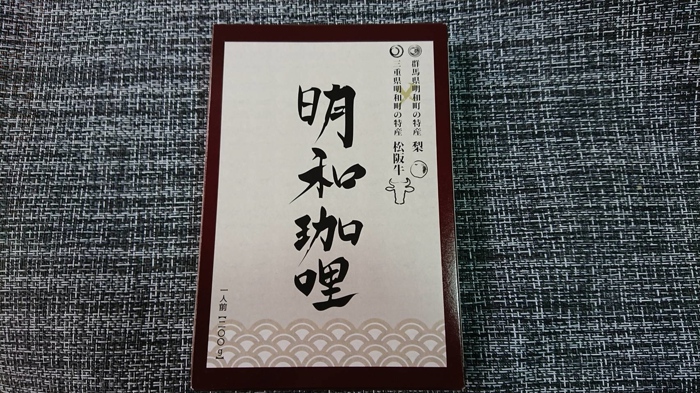 群馬県明和町の特産 梨
×
三重県明和町の特産 松阪牛
明和珈哩
一人前【二〇〇g】